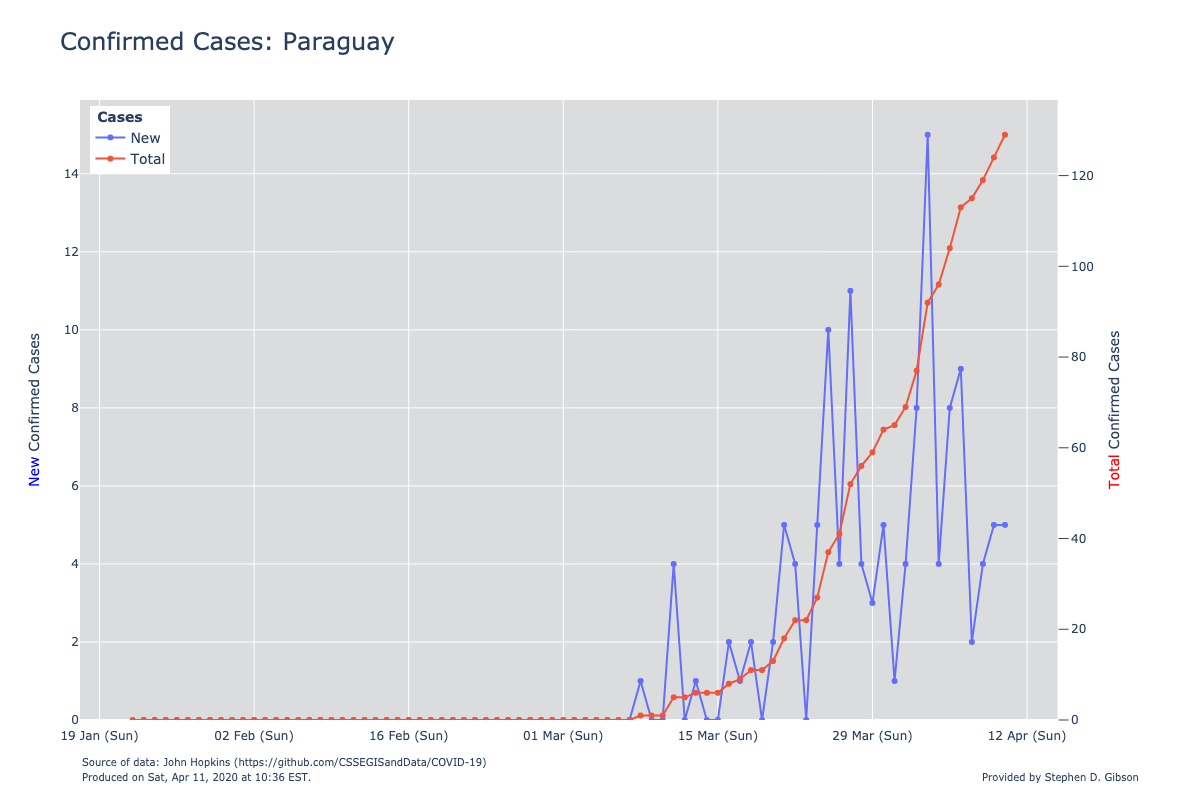 Confirmed Cases: Paraguay
Cases
New
Total
14
12
10
8
6
4
2
0
120
100
80
60
40
20
0
New Confirmed Cases
Total Confirmed Cases
19 Jan (Sun)
02 Feb (Sun)
16 Feb (Sun)
01 Mar (Sun)
15 Mar (Sun)
29 Mar (Sun)
12 Apr (Sun)
Source of data: John Hopkins (https://github.com/CSSEGISandData/COVID-19)
Produced on Sat, Apr 11, 2020 at 10:36 EST.
Provided by Stephen D. Gibson